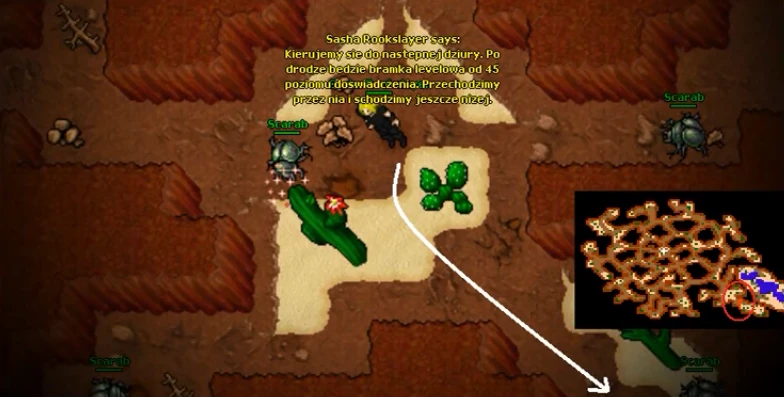 Sasha Rookslayer says:
Kierujemy sie do nastepnej dziury. Po
drodze bedzie bramka levelowa od 45
poziomu doswiadczenia. Przechodzimy
przez nia i schodzimy jeszcze nizej.
Scarab
Scarab
Scarab
Scarab